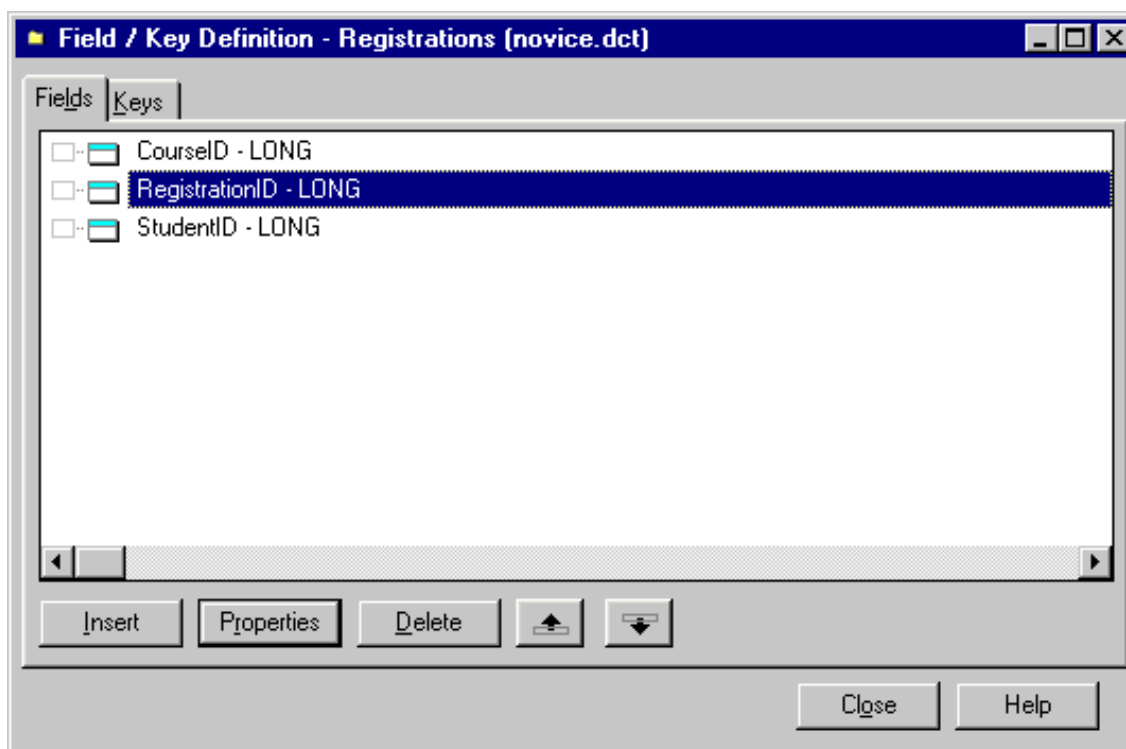 Field / Key Definition - Registrations (novice.dct)
Fields Keys
CourseID - LONG
RegistrationID - LONG
StudentID - LONG
Insert Properties Delete
Close Help